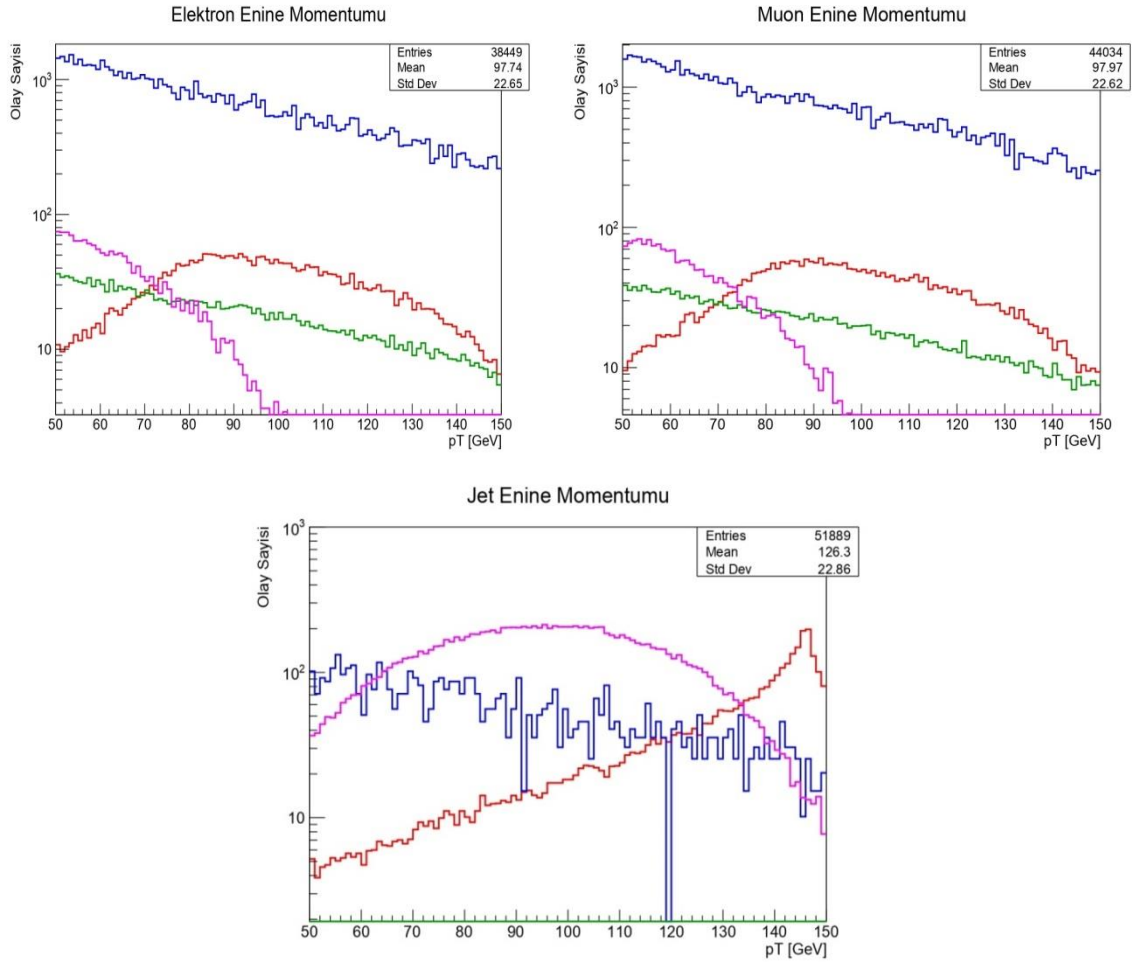 Elektron Enine Momentumu
Olay Sayisi
Entries 38449
Mean 97.74
Std Dev 22.65
10³
10²
10
50 60 70 80 90 100 110 120 130 140 150
pT [GeV]
Muon Enine Momentumu
Olay Sayisi
Entries 44034
Mean 97.97
Std Dev 22.62
10³
10²
10
50 60 70 80 90 100 110 120 130 140 150
pT [GeV]
Jet Enine Momentumu
Olay Sayisi
Entries 51889
Mean 126.3
Std Dev 22.86
10³
10²
10
50 60 70 80 90 100 110 120 130 140 150
pT [GeV]